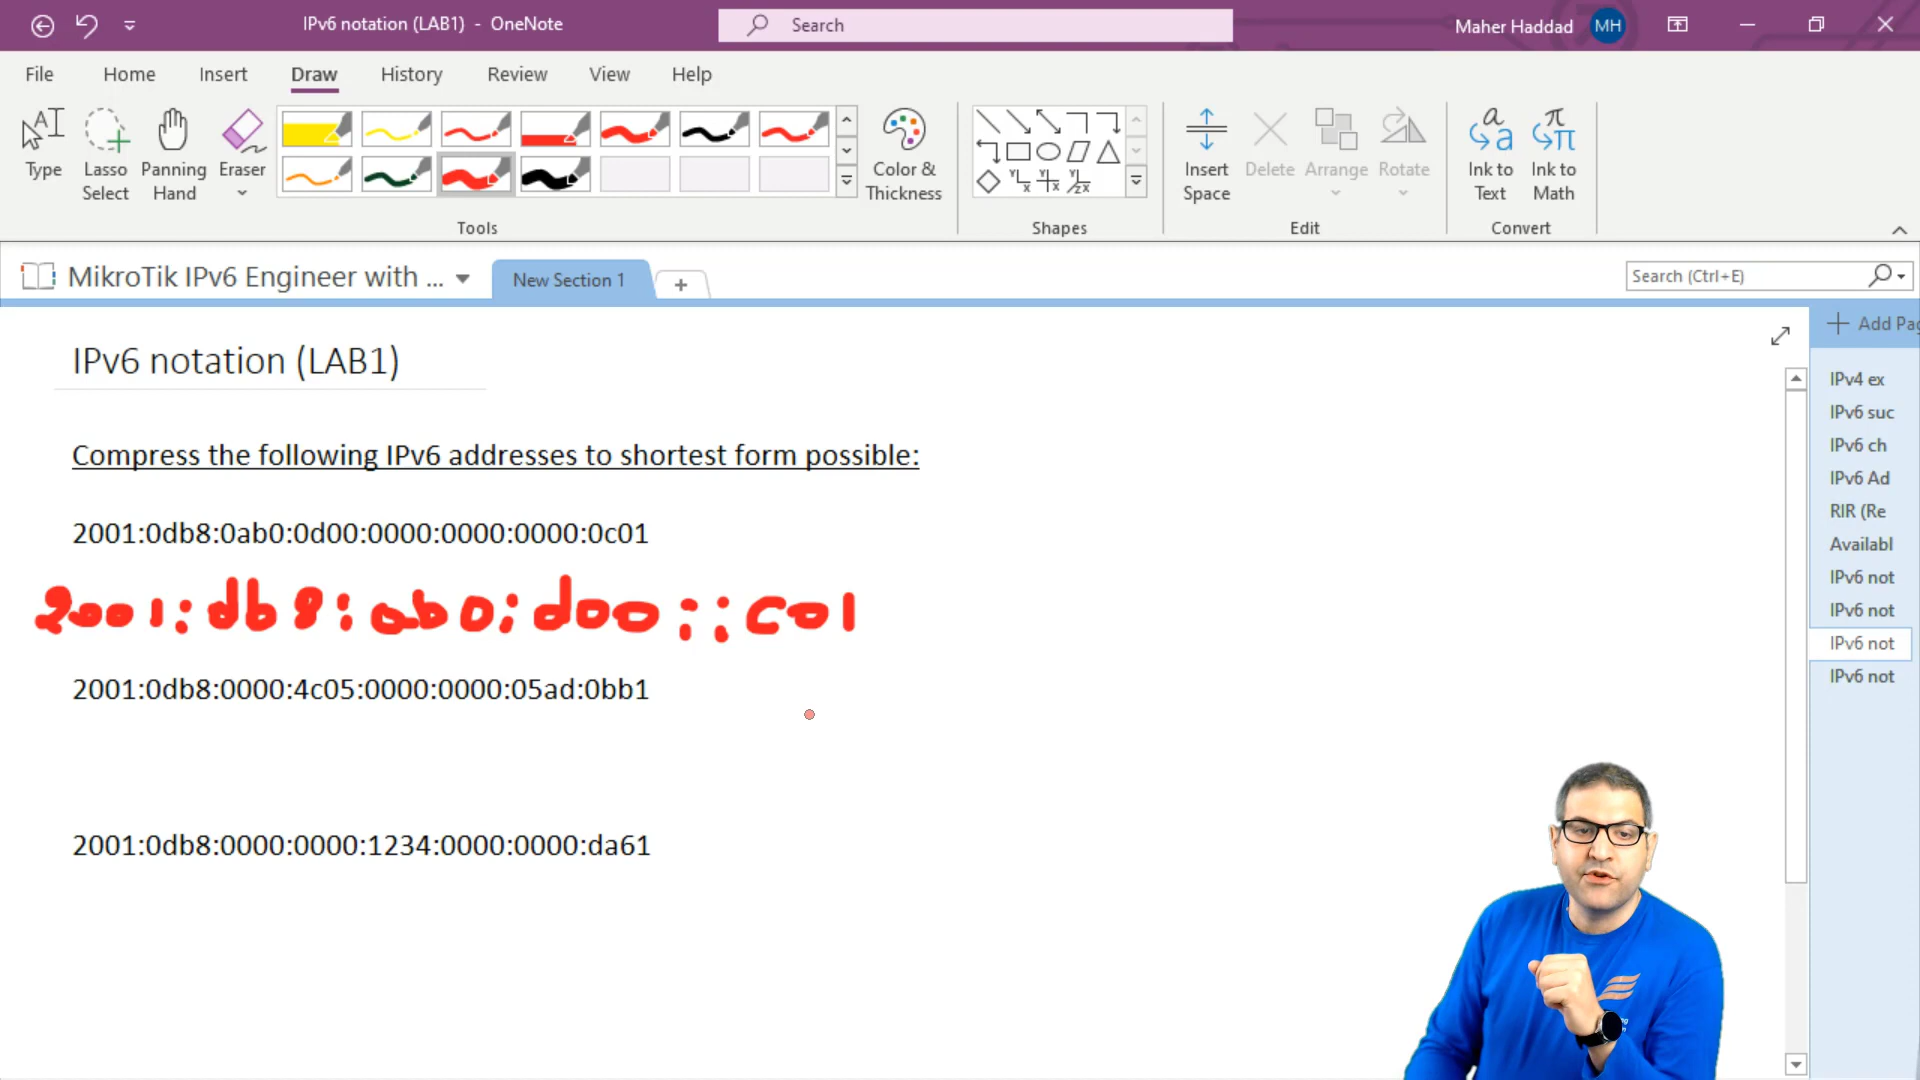 IPv6 notation (LAB1) - OneNote
Search
Maher Haddad
MH
File
Home
Insert
Draw
History
Review
View
Help
Type
Lasso Select
Panning Hand
Eraser
Color & Thickness
Insert Space
Delete
Arrange
Rotate
Ink to Text
Ink to Math
Tools
Shapes
Edit
Convert
MikroTik IPv6 Engineer with ...
New Section 1
Search (Ctrl+E)
Add Pag
IPv6 notation (LAB1)
Compress the following IPv6 addresses to shortest form possible:
2001:0db8:0ab0:0d00:0000:0000:0000:0c01
2001:db8:ab0:d00::c01
2001:0db8:0000:4c05:0000:0000:05ad:0bb1
2001:0db8:0000:0000:1234:0000:0000:da61
IPv4 ex
IPv6 suc
IPv6 ch
IPv6 Ad
RIR (Re
Availabl
IPv6 not
IPv6 not
IPv6 not
IPv6 not